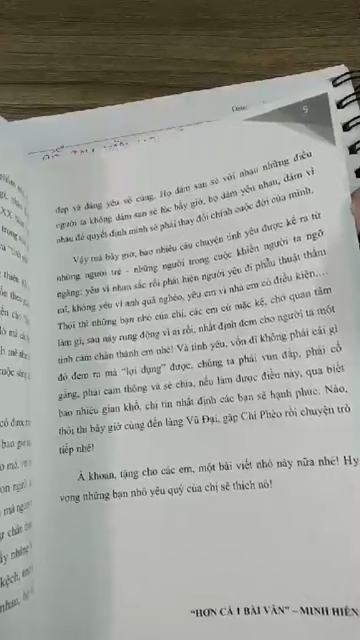 9
đẹp và đáng yêu vô cùng. Họ dám san sẻ với nhau những điều
người ta không dám san sẻ lúc bấy giờ, họ dám yêu nhau, dám vì
nhau để quyết định mình sẽ phải thay đổi chính cuộc đời của mình.
Vậy mà bây giờ, bao nhiêu câu chuyện tình yêu được kể ra từ
những người trẻ - những người trong cuộc khiến người ta ngỡ
ngàng: yêu vì nhan sắc rồi phát hiện người yêu đi phẫu thuật thẩm
mĩ, không yêu vì anh quá nghèo, yêu em vì nhà em có điều kiện,...
Thôi thì những bạn nhỏ của chị, các em cứ mặc kệ, chớ quan tâm
làm gì, sau này rung động vì ai rồi, nhất định đem cho người ta một
tình cảm chân thành em nhé! Vì tình yêu, vốn dĩ không phải cái gì
đó đem ra mà "lợi dụng" được, chúng ta phải vun đắp, phải cố
gắng, phải cảm thông và sẻ chia, nếu làm được điều này, qua biết
bao nhiêu gian khổ, chị tin nhất định các bạn sẽ hạnh phúc. Nào,
thôi thì bây giờ cùng đến làng Vũ Đại, gặp Chí Phèo rồi chuyện trò
tiếp nhé!
À khoan, tặng cho các em, một bài viết nhỏ này nữa nhé! Hy
vọng những bạn nhỏ yêu quý của chị sẽ thích nó!
"HƠN CẢ 1 BÀI VĂN" – MINH HIÊN